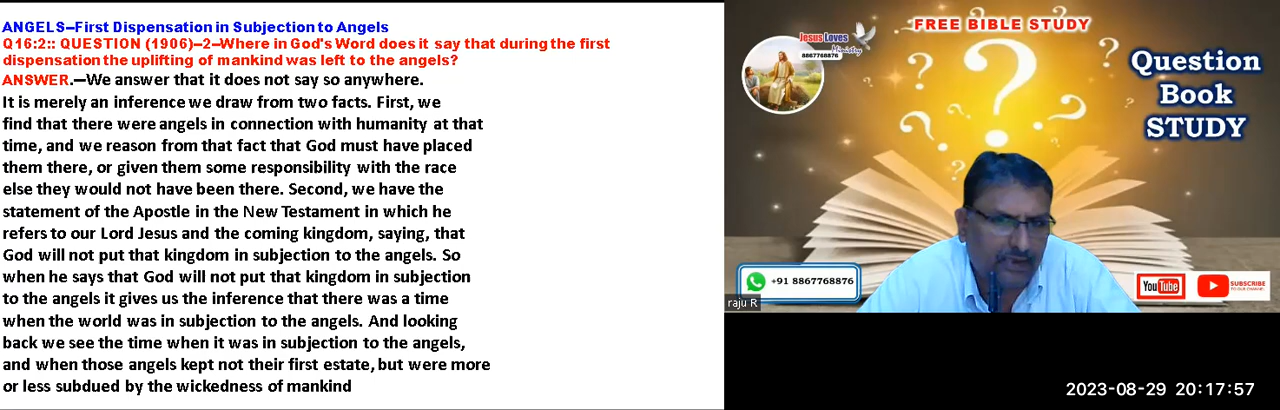 ANGELS--First Dispensation in Subjection to Angels
Q16:2:: QUESTION (1906)--2--Where in God's Word does it say that during the first
dispensation the uplifting of mankind was left to the angels?
ANSWER.--We answer that it does not say so anywhere.
It is merely an inference we draw from two facts. First, we
find that there were angels in connection with humanity at that
time, and we reason from that fact that God must have placed
them there, or given them some responsibility with the race
else they would not have been there. Second, we have the
statement of the Apostle in the New Testament in which he
refers to our Lord Jesus and the coming kingdom, saying, that
God will not put that kingdom in subjection to the angels. So
when he says that God will not put that kingdom in subjection
to the angels it gives us the inference that there was a time
when the world was in subjection to the angels. And looking
back we see the time when it was in subjection to the angels,
and when those angels kept not their first estate, but were more
or less subdued by the wickedness of mankind
FREE BIBLE STUDY
Jesus Loves
Ministry
8867768876
Question
Book
STUDY
+91 8867768876
YouTube
SUBSCRIBE
TO OUR CHANNEL
raju R
2023-08-29 20:17:57